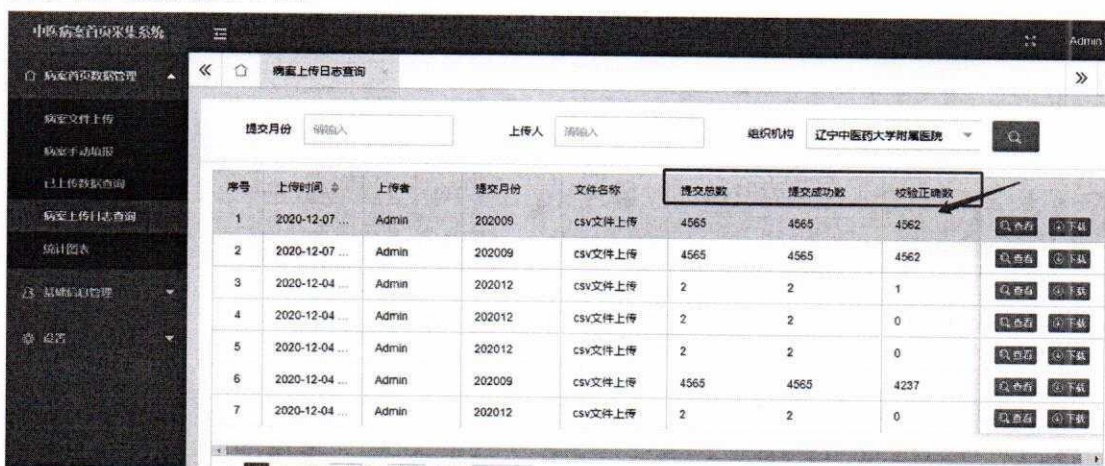 中医病案首页采集系统
Admin
病案首页数据管理
病案上传日志查询
病案文件上传
病案手动填报
已上传数据查询
病案上传日志查询
统计图表
基础信息管理
设置
提交月份 请输入 上传人 请输入 组织机构 辽宁中医药大学附属医院
序号 上传时间 上传者 提交月份 文件名称 提交总数 提交成功数 校验正确数
1 2020-12-07 ... Admin 202009 csv文件上传 4565 4565 4562 查看 下载
2 2020-12-07 ... Admin 202009 csv文件上传 4565 4565 4562 查看 下载
3 2020-12-04 ... Admin 202012 csv文件上传 2 2 1 查看 下载
4 2020-12-04 ... Admin 202012 csv文件上传 2 2 0 查看 下载
5 2020-12-04 ... Admin 202012 csv文件上传 2 2 0 查看 下载
6 2020-12-04 ... Admin 202009 csv文件上传 4565 4565 4237 查看 下载
7 2020-12-04 ... Admin 202012 csv文件上传 2 2 0 查看 下载